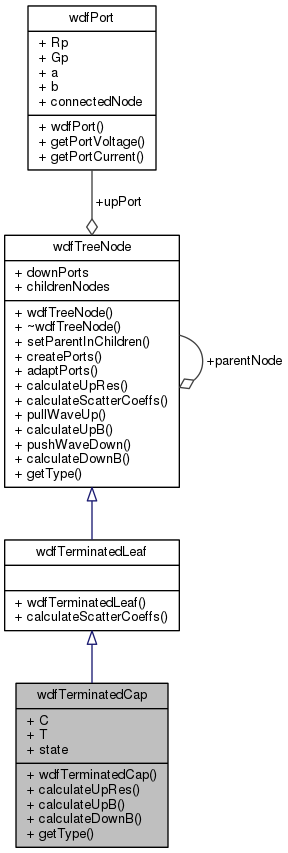 wdfPort
+ Rp
+ Gp
+ a
+ b
+ connectedNode
+ wdfPort()
+ getPortVoltage()
+ getPortCurrent()
+upPort
wdfTreeNode
+ downPorts
+ childrenNodes
+ wdfTreeNode()
+ ~wdfTreeNode()
+ setParentInChildren()
+ createPorts()
+ adaptPorts()
+ calculateUpRes()
+ calculateScatterCoeffs()
+ pullWaveUp()
+ calculateUpB()
+ pushWaveDown()
+ calculateDownB()
+ getType()
+parentNode
wdfTerminatedLeaf
+ wdfTerminatedLeaf()
+ calculateScatterCoeffs()
wdfTerminatedCap
+ C
+ T
+ state
+ wdfTerminatedCap()
+ calculateUpRes()
+ calculateUpB()
+ calculateDownB()
+ getType()